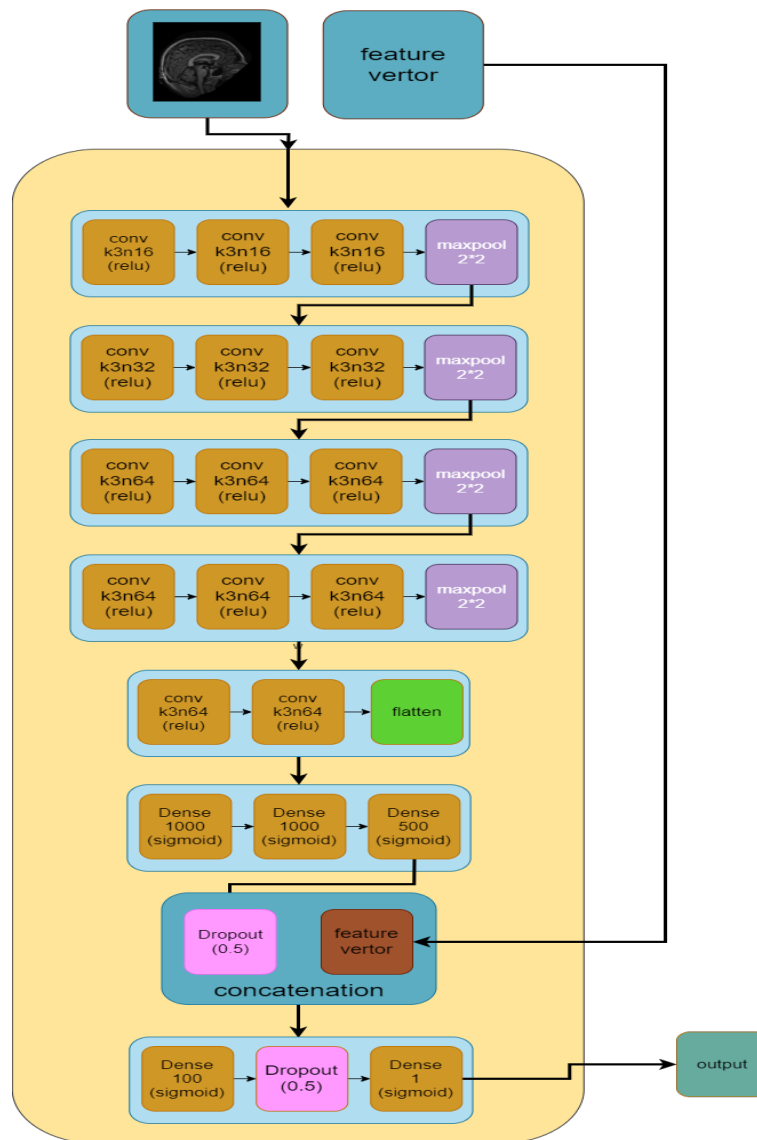 feature
vertor
conv
k3n16
(relu)
conv
k3n16
(relu)
conv
k3n16
(relu)
maxpool
2*2
conv
k3n32
(relu)
conv
k3n32
(relu)
conv
k3n32
(relu)
maxpool
2*2
conv
k3n64
(relu)
conv
k3n64
(relu)
conv
k3n64
(relu)
maxpool
2*2
conv
k3n64
(relu)
conv
k3n64
(relu)
conv
k3n64
(relu)
maxpool
2*2
conv
k3n64
(relu)
conv
k3n64
(relu)
flatten
Dense
1000
(sigmoid)
Dense
1000
(sigmoid)
Dense
500
(sigmoid)
Dropout
(0.5)
feature
vertor
concatenation
Dense
100
(sigmoid)
Dropout
(0.5)
Dense
1
(sigmoid)
output